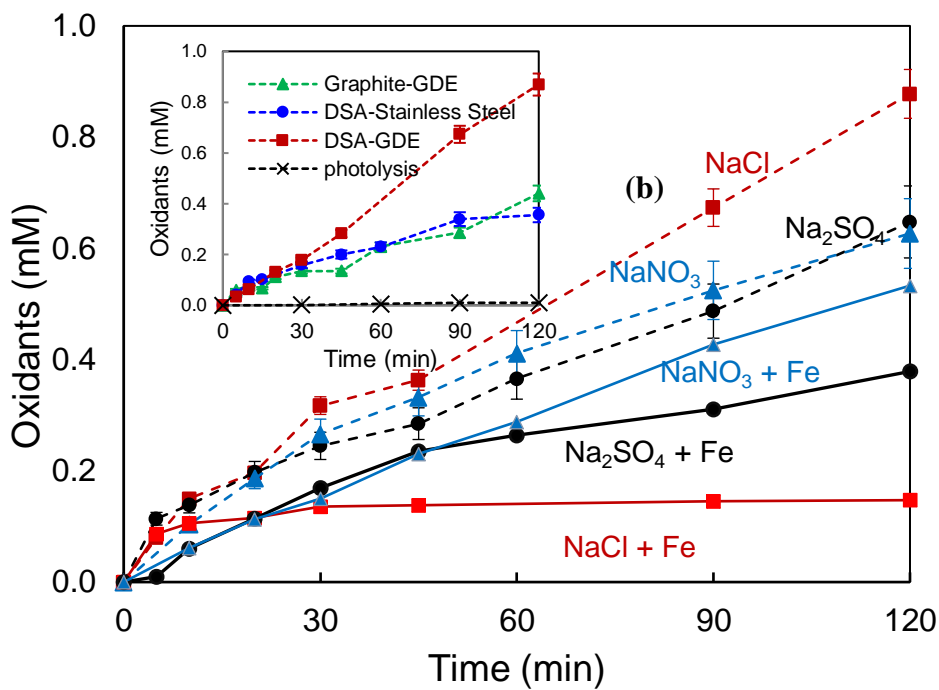 1.0
0.8
0.6
0.4
0.2
0.0
Oxidants (mM)
0
30
60
90
120
Time (min)
NaCl
(b)
Na₂SO₄
NaNO₃
NaNO₃ + Fe
Na₂SO₄ + Fe
NaCl + Fe
1.0
0.8
0.6
0.4
0.2
0.0
Oxidants (mM)
Graphite-GDE
DSA-Stainless Steel
DSA-GDE
photolysis
0
30
60
90
120
Time (min)